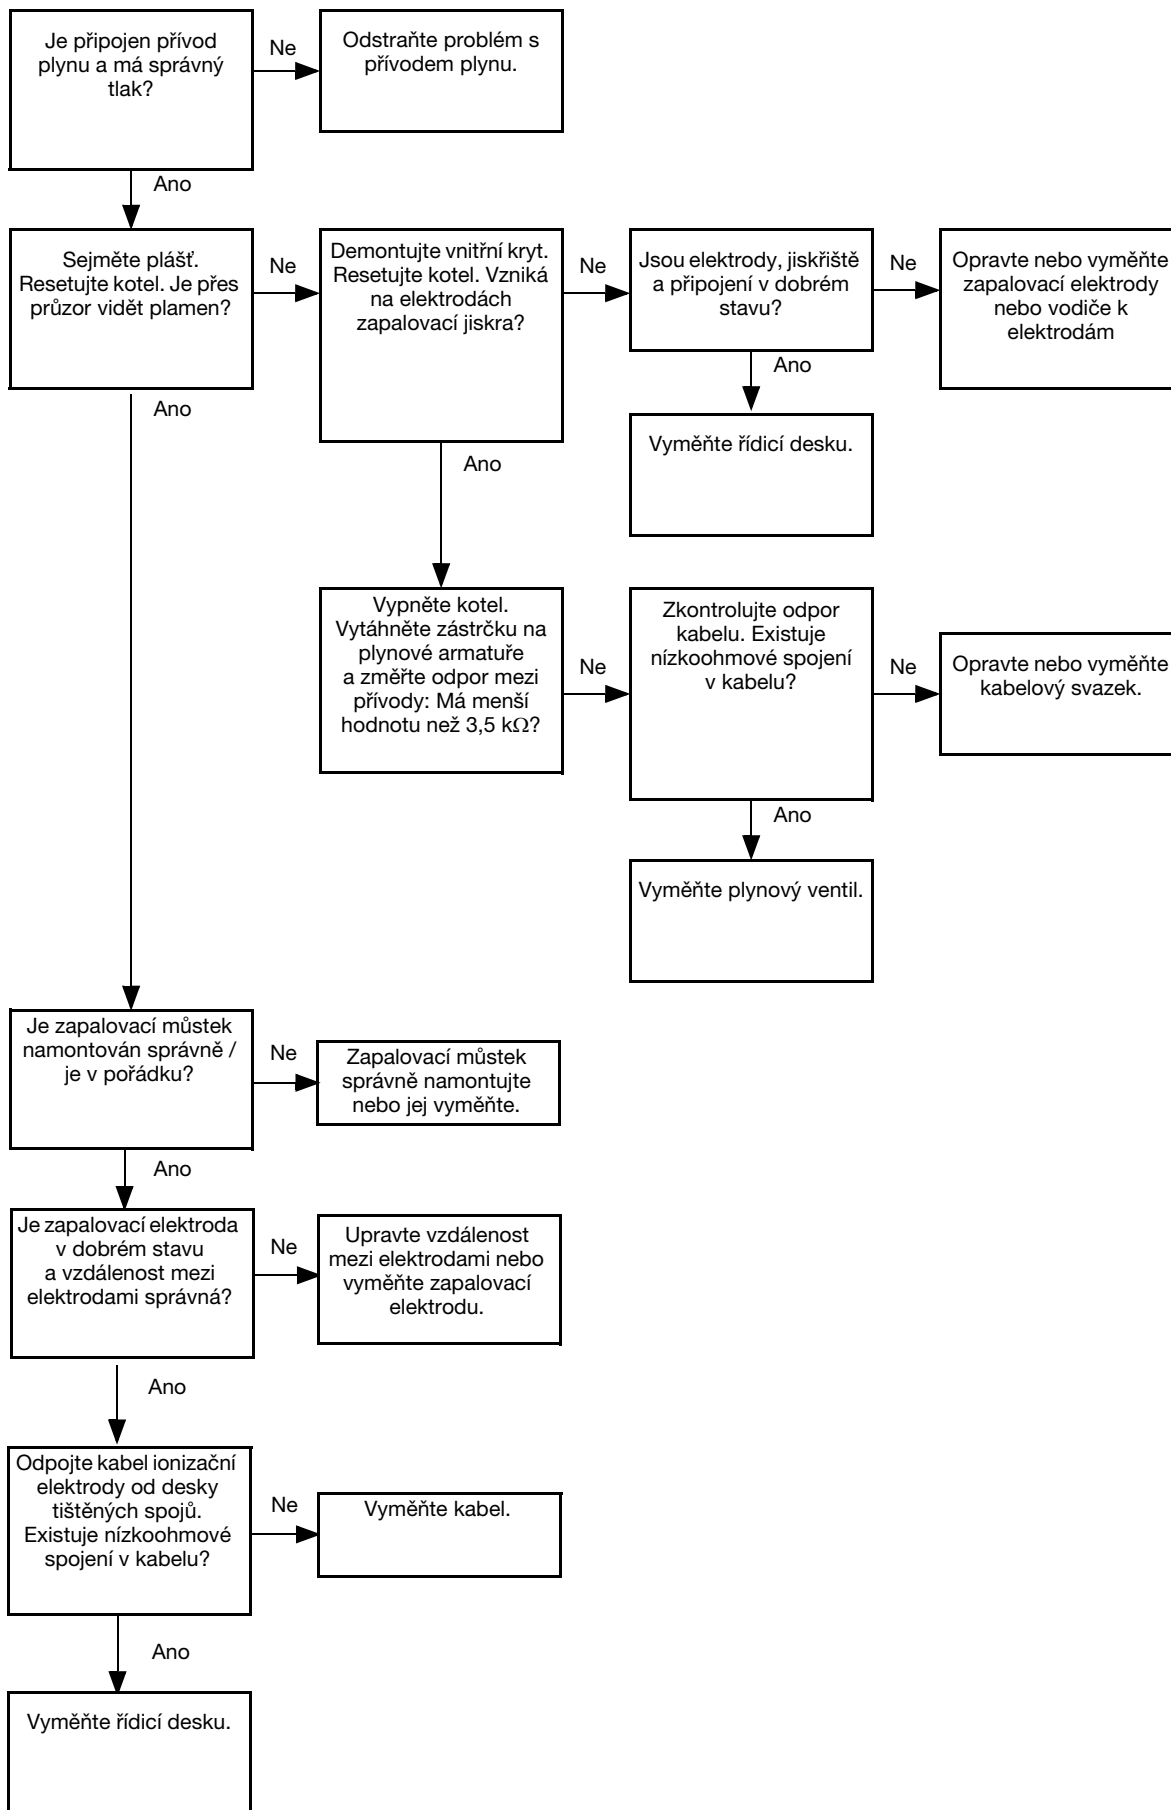 Je připojen přívod
plynu a má správný
tlak?
Ne
Odstraňte problém s
přívodem plynu.
Ano
Sejměte plášť.
Resetujte kotel. Je přes
průzor vidět plamen?
Ne
Demontujte vnitřní kryt.
Resetujte kotel. Vzniká
na elektrodách
zapalovací jiskra?
Ne
Jsou elektrody, jiskřiště
a připojení v dobrém
stavu?
Ne
Opravte nebo vyměňte
zapalovací elektrody
nebo vodiče k
elektrodám
Ano
Vyměňte řídicí desku.
Ano
Ano
Vypněte kotel.
Vytáhněte zástrčku na
plynové armatuře
a změřte odpor mezi
přívody: Má menší
hodnotu než 3,5 kΩ?
Ne
Zkontrolujte odpor
kabelu. Existuje
nízkoohmové spojení
v kabelu?
Ne
Opravte nebo vyměňte
kabelový svazek.
Ano
Vyměňte plynový ventil.
Je zapalovací můstek
namontován správně /
je v pořádku?
Ne
Zapalovací můstek
správně namontujte
nebo jej vyměňte.
Ano
Je zapalovací elektroda
v dobrém stavu
a vzdálenost mezi
elektrodami správná?
Ne
Upravte vzdálenost
mezi elektrodami nebo
vyměňte zapalovací
elektrodu.
Ano
Odpojte kabel ionizační
elektrody od desky
tištěných spojů.
Existuje nízkoohmové
spojení v kabelu?
Ne
Vyměňte kabel.
Ano
Vyměňte řídicí desku.